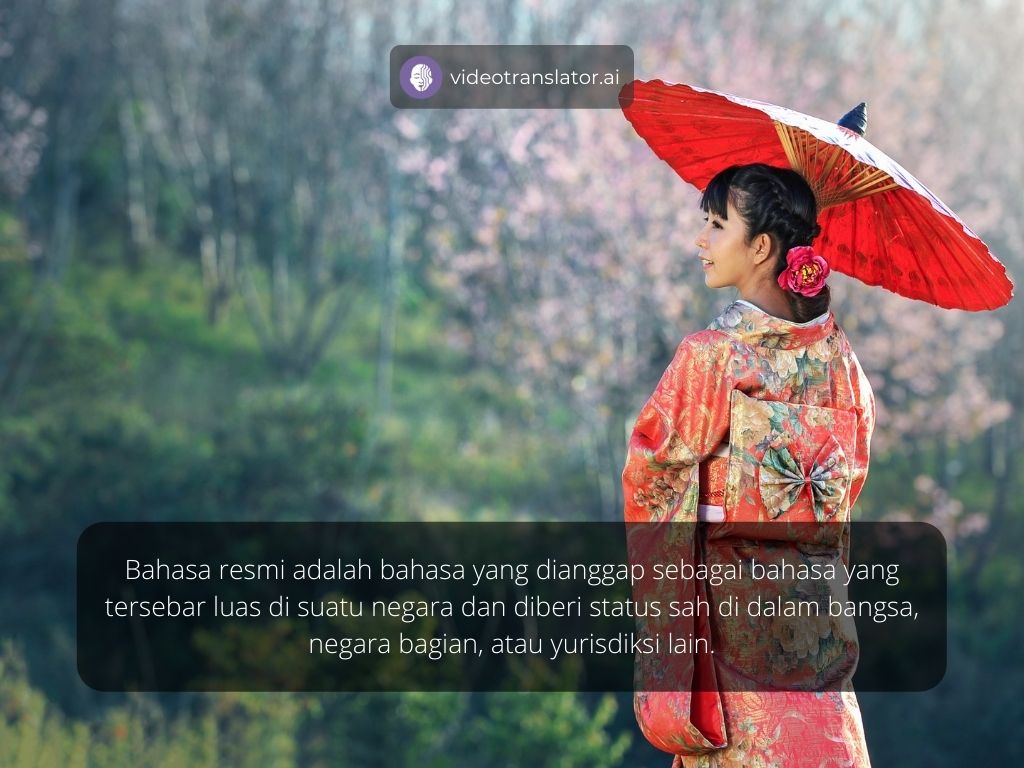 videotranslator.ai
Bahasa resmi adalah bahasa yang dianggap sebagai bahasa yang
tersebar luas di suatu negara dan diberi status sah di dalam bangsa,
negara bagian, atau yurisdiksi lain.